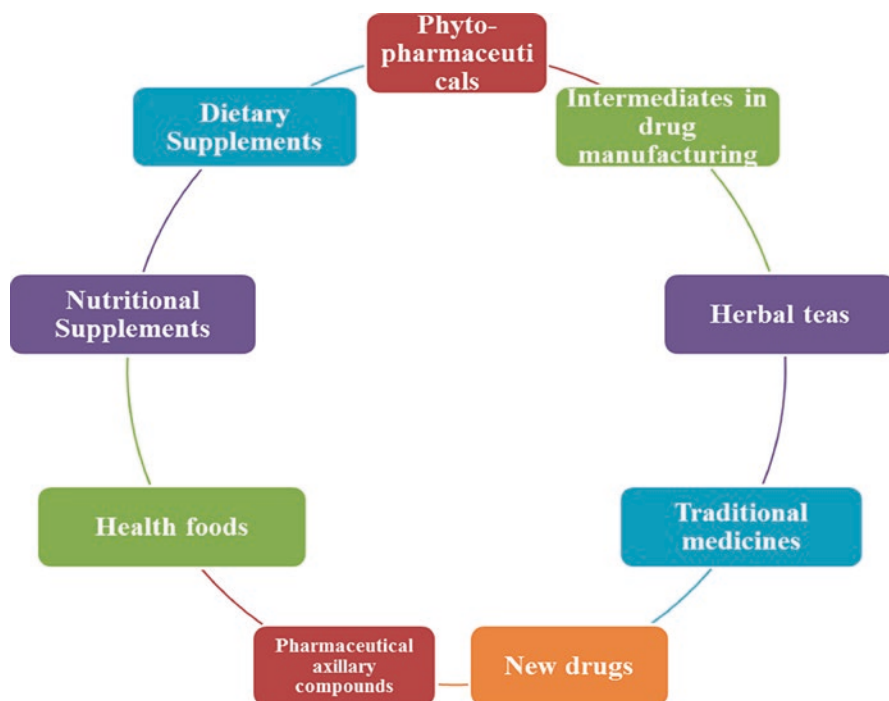 Phyto-
pharmaceuti
cals
Intermediates in
drug
manufacturing
Herbal teas
Traditional
medicines
New drugs
Pharmaceutical
axillary
compounds
Health foods
Nutritional
Supplements
Dietary
Supplements